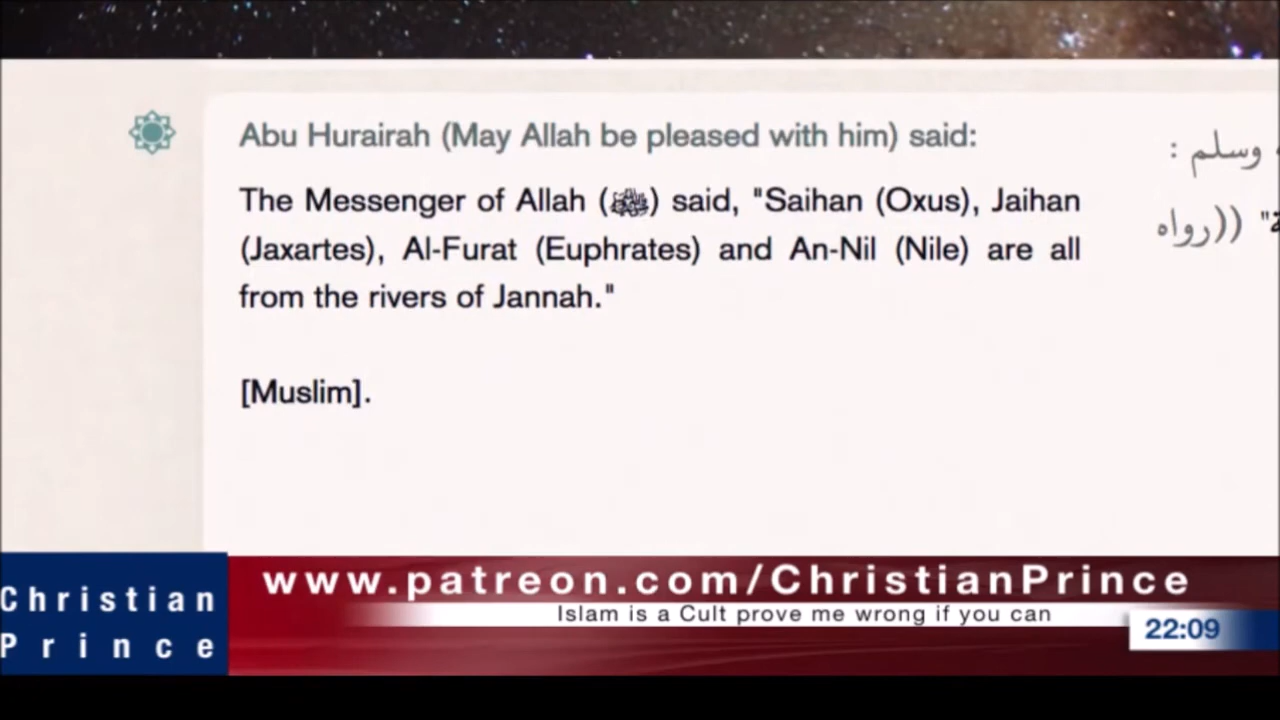 Abu Hurairah (May Allah be pleased with him) said:
وسلم :
The Messenger of Allah (ﷺ) said, "Saihan (Oxus), Jaihan
(Jaxartes), Al-Furat (Euphrates) and An-Nil (Nile) are all
" ((رواه
from the rivers of Jannah."
[Muslim].
www.patreon.com/ChristianPrince
Islam is a Cult prove me wrong if you can
Christian
Prince
22:09